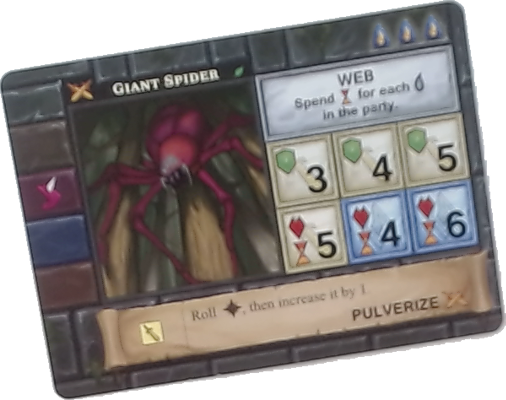 GIANT SPIDER
WEB
Spend for each
in the party.
3 4 5
5 4 6
Roll , then increase it by 1
PULVERIZE